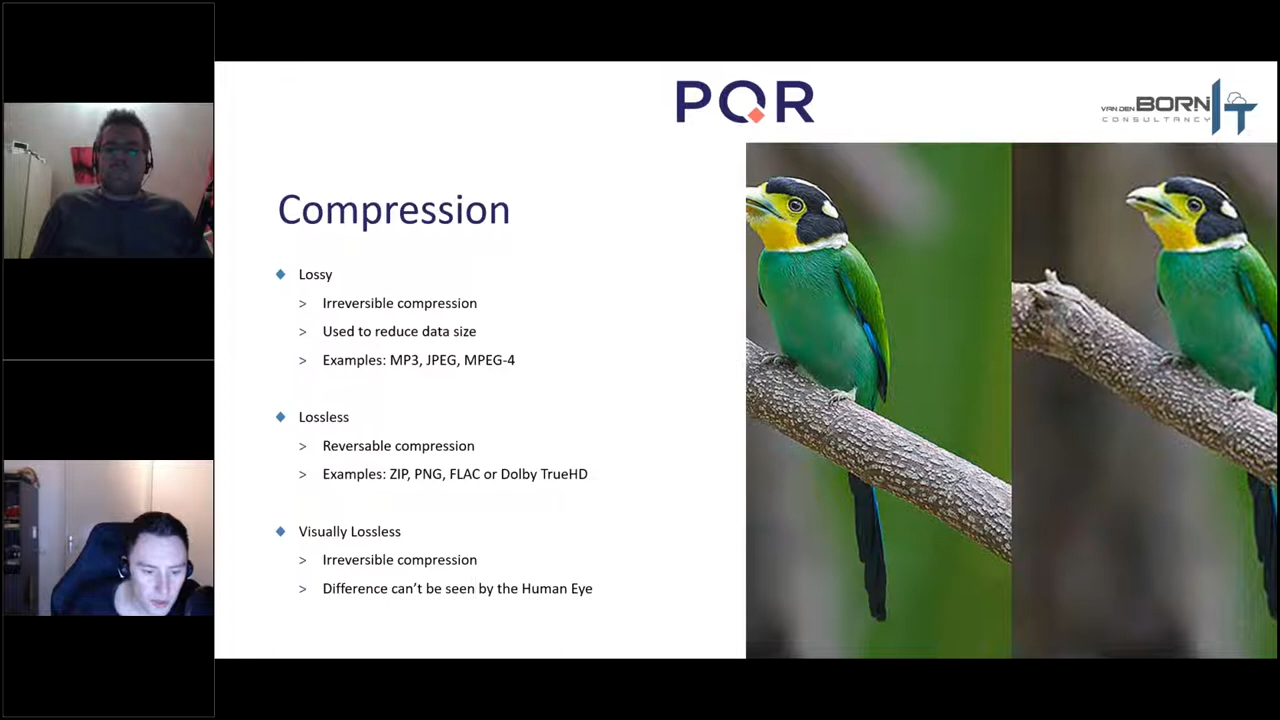 PQR
VAN DEN BORN IT
CONSULTANCY
Compression
Lossy
> Irreversible compression
> Used to reduce data size
> Examples: MP3, JPEG, MPEG-4
Lossless
> Reversable compression
> Examples: ZIP, PNG, FLAC or Dolby TrueHD
Visually Lossless
> Irreversible compression
> Difference can't be seen by the Human Eye